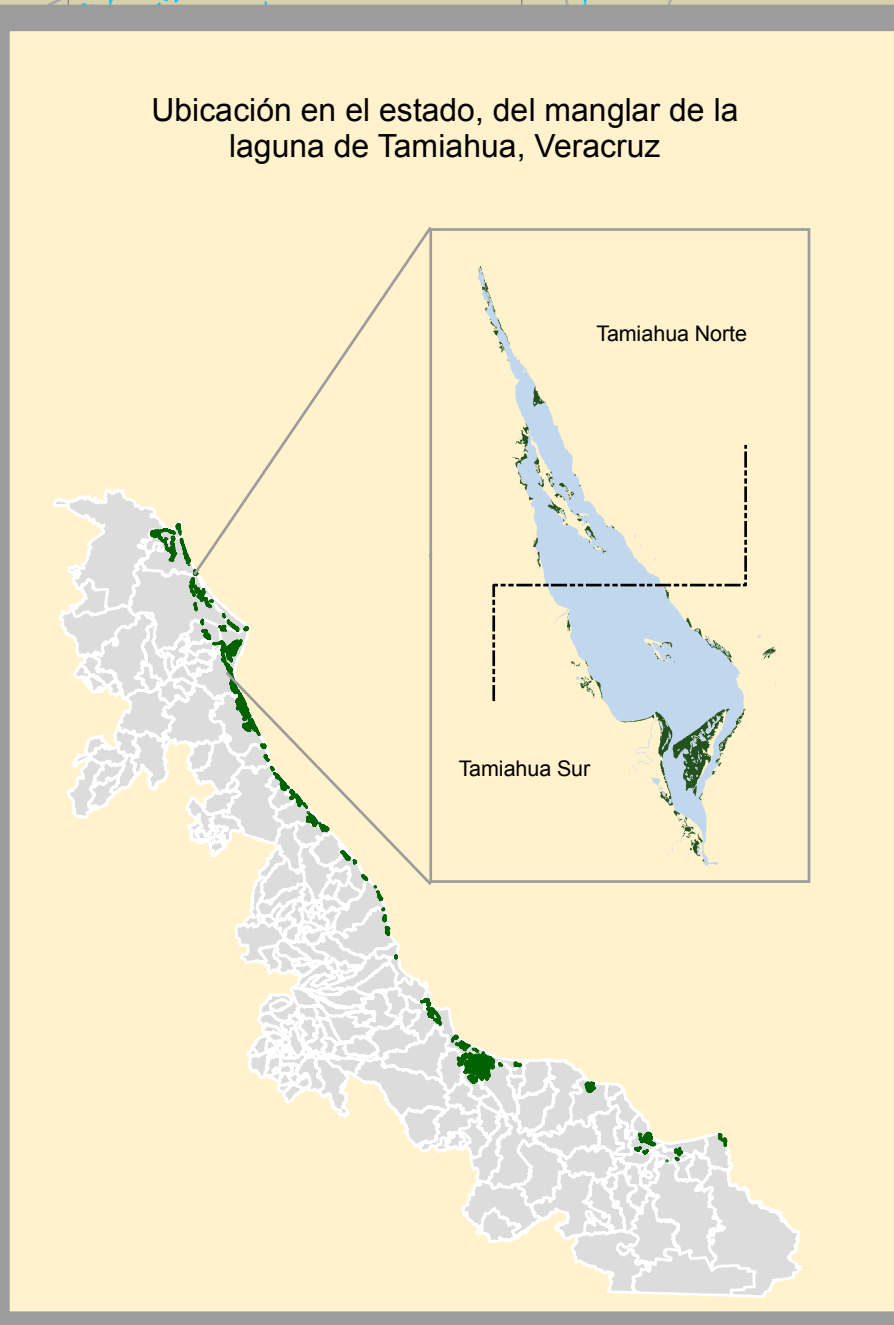 Ubicación en el estado, del manglar de la
laguna de Tamiahua, Veracruz
Tamiahua Norte
Tamiahua Sur